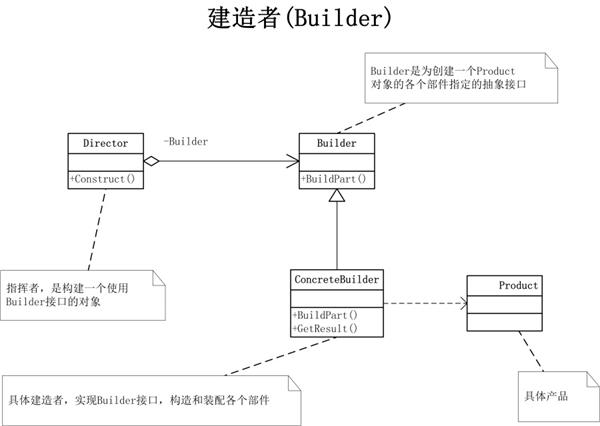 建造者(Builder)
Builder是为创建一个Product
对象的各个部件指定的抽象接口
Director
-Builder
Builder
+Construct()
+BuildPart()
指挥者，是构建一个使用
Builder接口的对象
ConcreteBuilder
Product
+BuildPart()
+GetResult()
具体建造者，实现Builder接口，构造和装配各个部件
具体产品